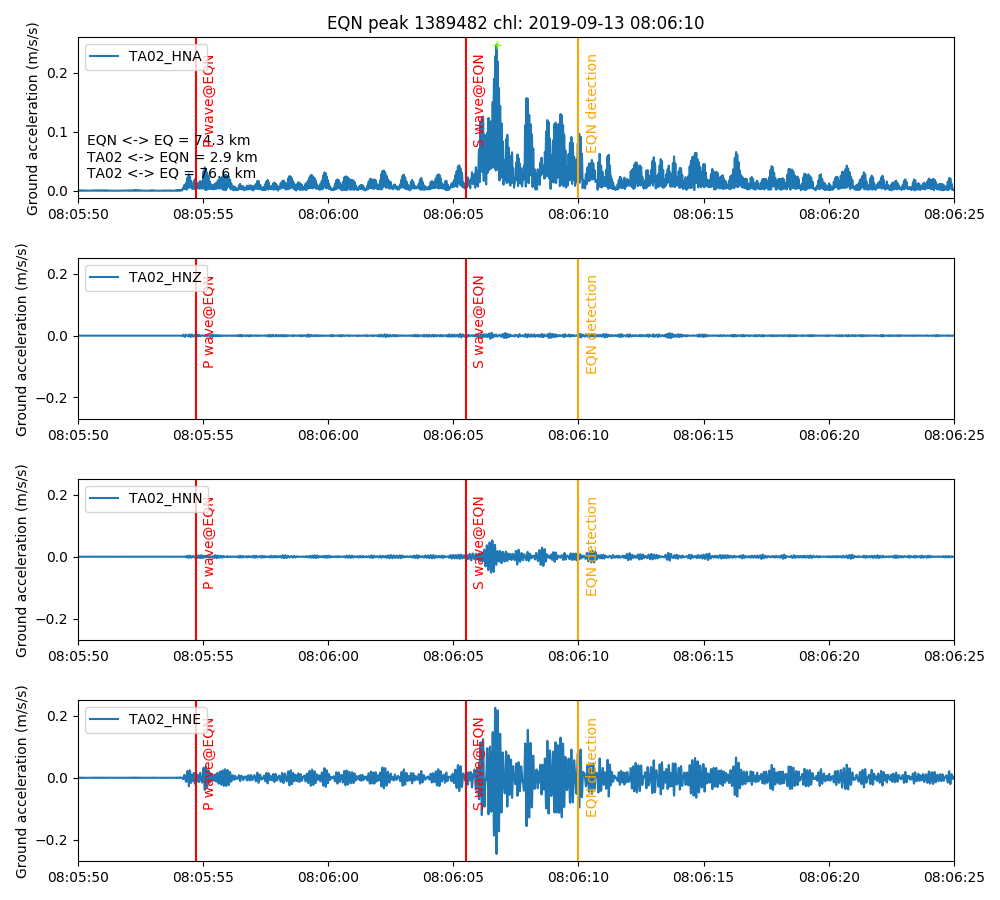 EQN peak 1389482 chl: 2019-09-13 08:06:10
Ground acceleration (m/s/s)
0.2
0.1
0.0
TA02_HNA
P wave@EQN
S wave@EQN
EQN detection
EQN <-> EQ = 74.3 km
TA02 <-> EQN = 2.9 km
TA02 <-> EQ = 76.6 km
08:05:50 08:05:55 08:06:00 08:06:05 08:06:10 08:06:15 08:06:20 08:06:25
Ground acceleration (m/s/s)
0.2
0.0
−0.2
TA02_HNZ
P wave@EQN
S wave@EQN
EQN detection
08:05:50 08:05:55 08:06:00 08:06:05 08:06:10 08:06:15 08:06:20 08:06:25
Ground acceleration (m/s/s)
0.2
0.0
−0.2
TA02_HNN
P wave@EQN
S wave@EQN
EQN detection
08:05:50 08:05:55 08:06:00 08:06:05 08:06:10 08:06:15 08:06:20 08:06:25
Ground acceleration (m/s/s)
0.2
0.0
−0.2
TA02_HNE
P wave@EQN
S wave@EQN
EQN detection
08:05:50 08:05:55 08:06:00 08:06:05 08:06:10 08:06:15 08:06:20 08:06:25